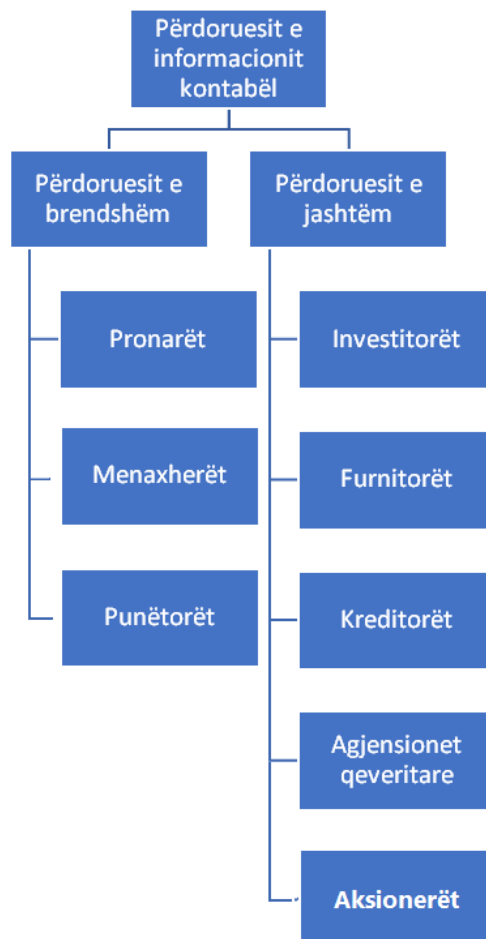 Përdoruesit e
informacionit
kontabël
Përdoruesit e
brendshëm
Përdoruesit e
jashtëm
Pronarët
Menaxherët
Punëtorët
Investitorët
Furnitorët
Kreditorët
Agjensionet
qeveritare
Aksionerët